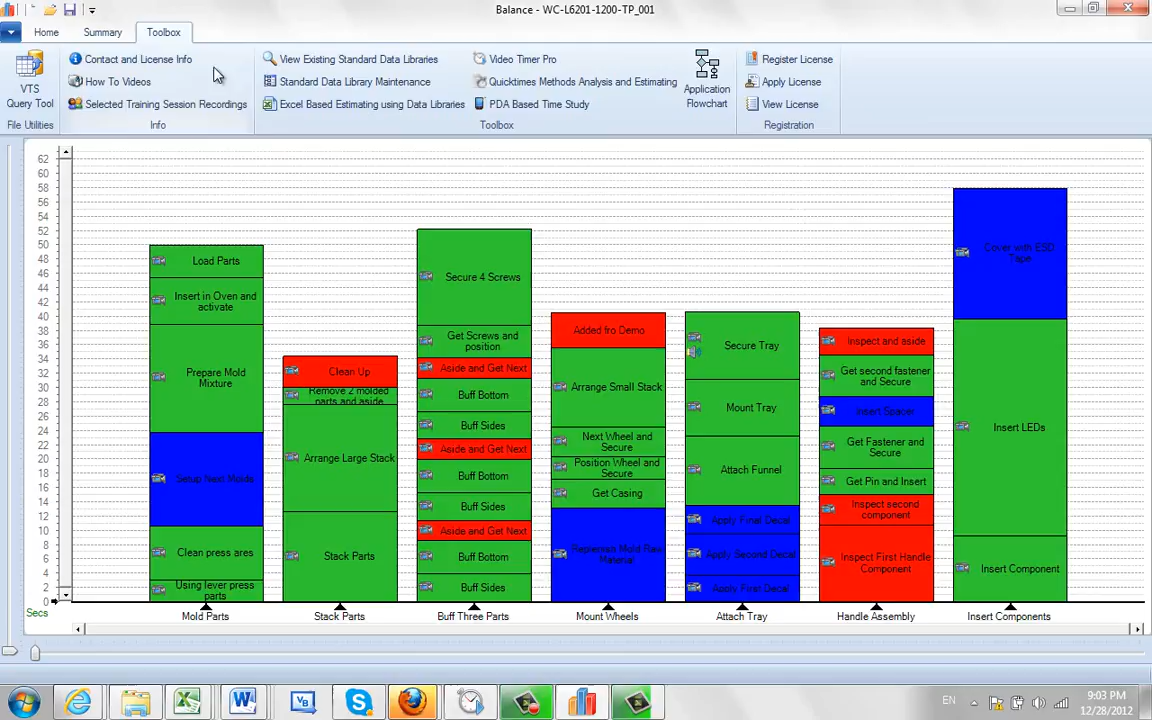 Balance - WC-L6201-1200-TP_001
Home
Summary
Toolbox
VTS
Query Tool
File Utilities
Contact and License Info
How To Videos
Selected Training Session Recordings
Info
View Existing Standard Data Libraries
Standard Data Library Maintenance
Excel Based Estimating using Data Libraries
Video Timer Pro
Quicktimes Methods Analysis and Estimating
PDA Based Time Study
Application
Flowchart
Toolbox
Register License
Apply License
View License
Registration
62
60
58
56
54
52
50
48
46
44
42
40
38
36
34
32
30
28
26
24
22
20
18
16
14
12
10
8
6
4
2
0
Secs
Load Parts
Insert in Oven and
activate
Prepare Mold
Mixture
Setup Next Molds
Clean press ares
Using lever press
parts
Mold Parts
Clean Up
Remove 2 molded
parts and aside
Arrange Large Stack
Stack Parts
Stack Parts
Secure 4 Screws
Get Screws and
position
Aside and Get Next
Buff Bottom
Buff Sides
Aside and Get Next
Buff Bottom
Buff Sides
Aside and Get Next
Buff Bottom
Buff Sides
Buff Three Parts
Added fro Demo
Arrange Small Stack
Next Wheel and
Secure
Position Wheel and
Secure
Get Casing
Replenish Mold Raw
Material
Mount Wheels
Secure Tray
Mount Tray
Attach Funnel
Apply Final Decal
Apply Second Decal
Apply First Decal
Attach Tray
Inspect and aside
Get second fastener
and Secure
Insert Spacer
Get Fastener and
Secure
Get Pin and Insert
Inspect second
component
Inspect First Handle
Component
Handle Assembly
Cover with ESD
Tape
Insert LEDs
Insert Component
Insert Components
EN
9:03 PM
12/28/2012